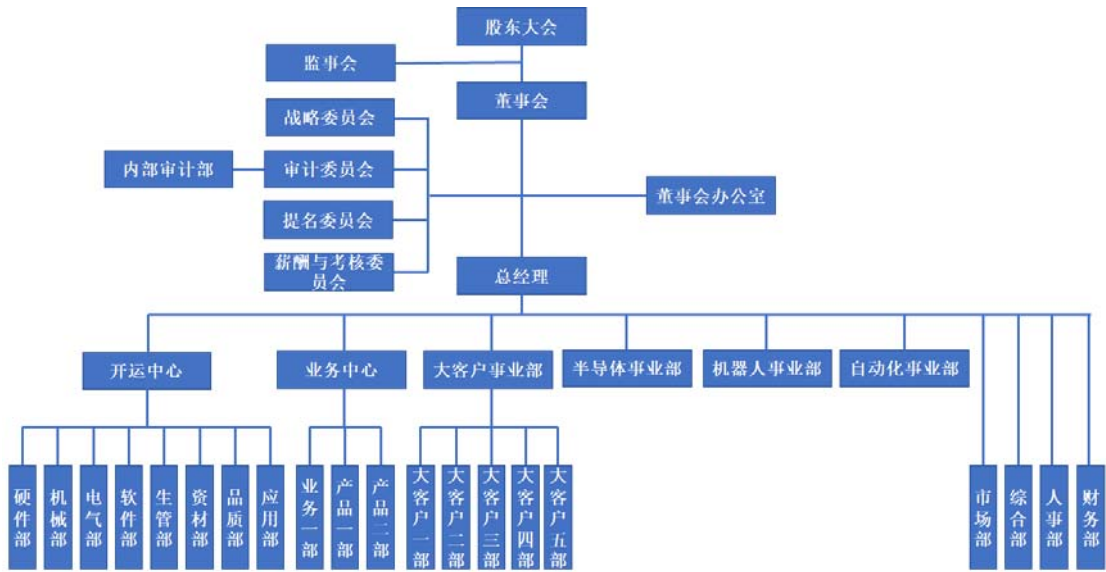 股东大会
监事会
董事会
战略委员会
内部审计部
审计委员会
董事会办公室
提名委员会
薪酬与考核委
员会
总经理
开运中心
业务中心
大客户事业部
半导体事业部
机器人事业部
自动化事业部
硬件部
机械部
电气部
软件部
生管部
资材部
品质部
应用部
业务一部
产品一部
产品二部
大客户一部
大客户二部
大客户三部
大客户四部
大客户五部
市场部
综合部
人事部
财务部